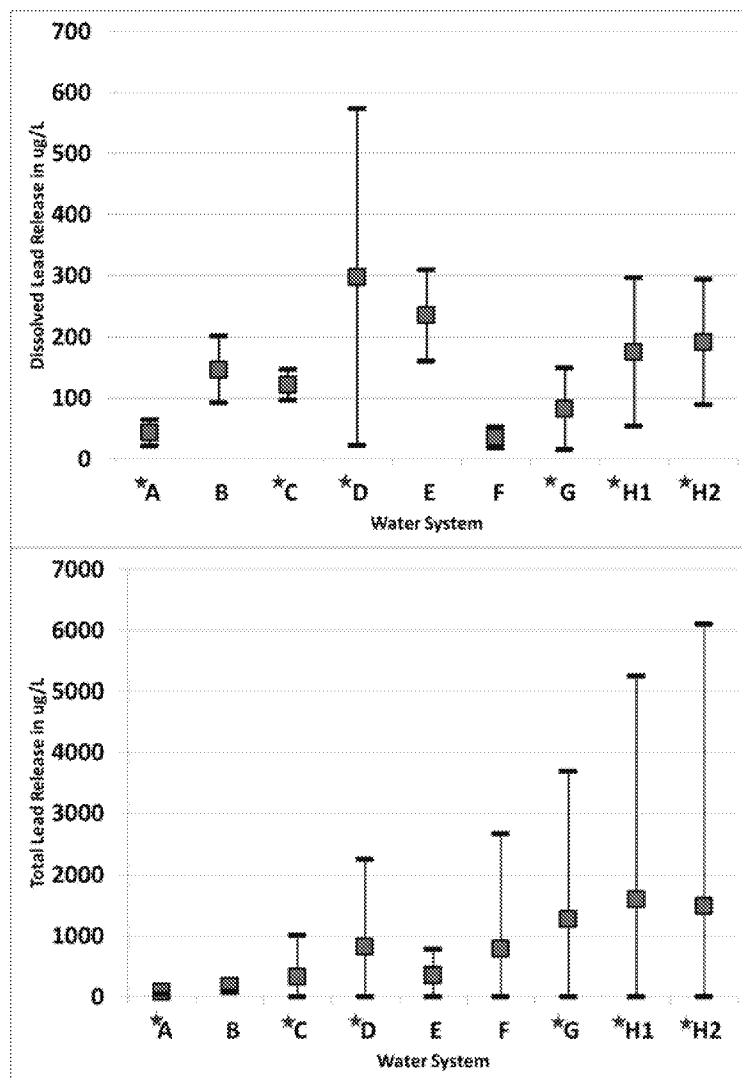 Dissolved Lead Release in ug/L
700
600
500
400
300
200
100
0
*A B *C *D E F *G *H1 *H2
Water System
Total Lead Release in ug/L
7000
6000
5000
4000
3000
2000
1000
0
*A B *C *D E F *G *H1 *H2
Water System